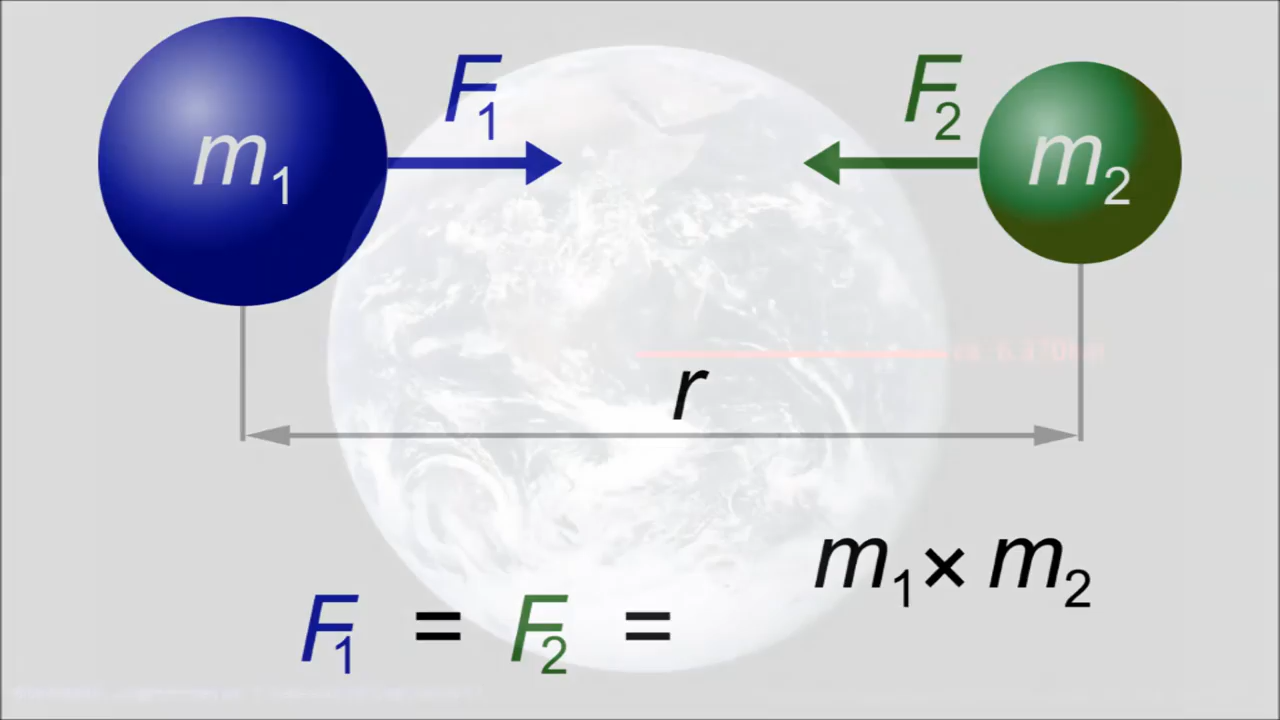 F₁ F₂
m₁ m₂
r
m₁ × m₂
F₁ = F₂ =